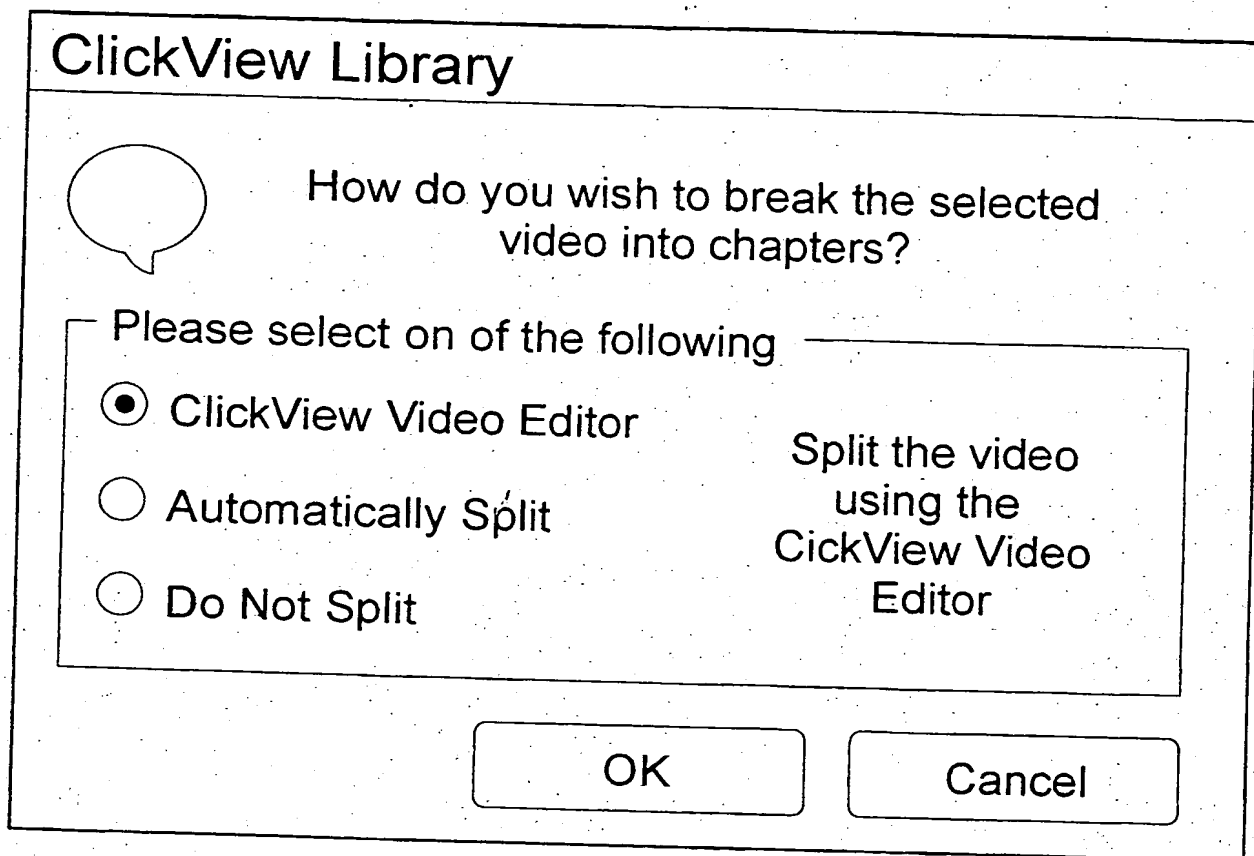 ClickView Library
How do you wish to break the selected
video into chapters?
Please select on of the following
ClickView Video Editor
Automatically Split
Do Not Split
Split the video
using the
CickView Video
Editor
OK
Cancel